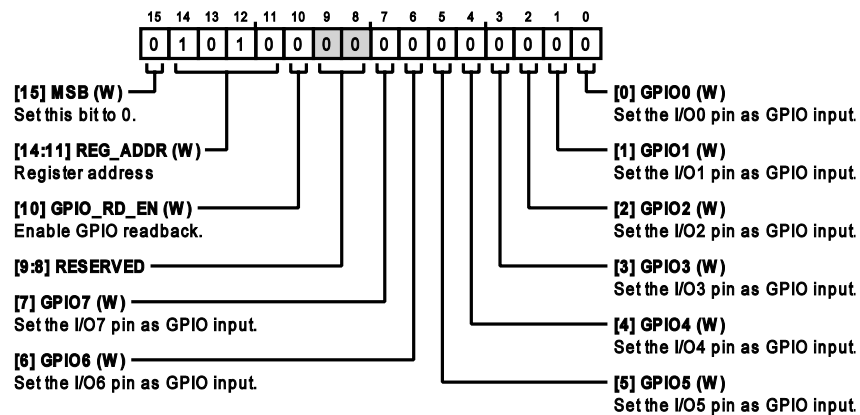 15 14 13 12 11 10 9 8 7 6 5 4 3 2 1 0
0 1 0 1 0 0 0 0 0 0 0 0 0 0 0 0
[15] MSB (W)
Set this bit to 0.
[14:11] REG_ADDR (W)
Register address
[10] GPIO_RD_EN (W)
Enable GPIO readback.
[9:8] RESERVED
[7] GPIO7 (W)
Set the I/O7 pin as GPIO input.
[6] GPIO6 (W)
Set the I/O6 pin as GPIO input.
[0] GPIO0 (W)
Set the I/O0 pin as GPIO input.
[1] GPIO1 (W)
Set the I/O1 pin as GPIO input.
[2] GPIO2 (W)
Set the I/O2 pin as GPIO input.
[3] GPIO3 (W)
Set the I/O3 pin as GPIO input.
[4] GPIO4 (W)
Set the I/O4 pin as GPIO input.
[5] GPIO5 (W)
Set the I/O5 pin as GPIO input.